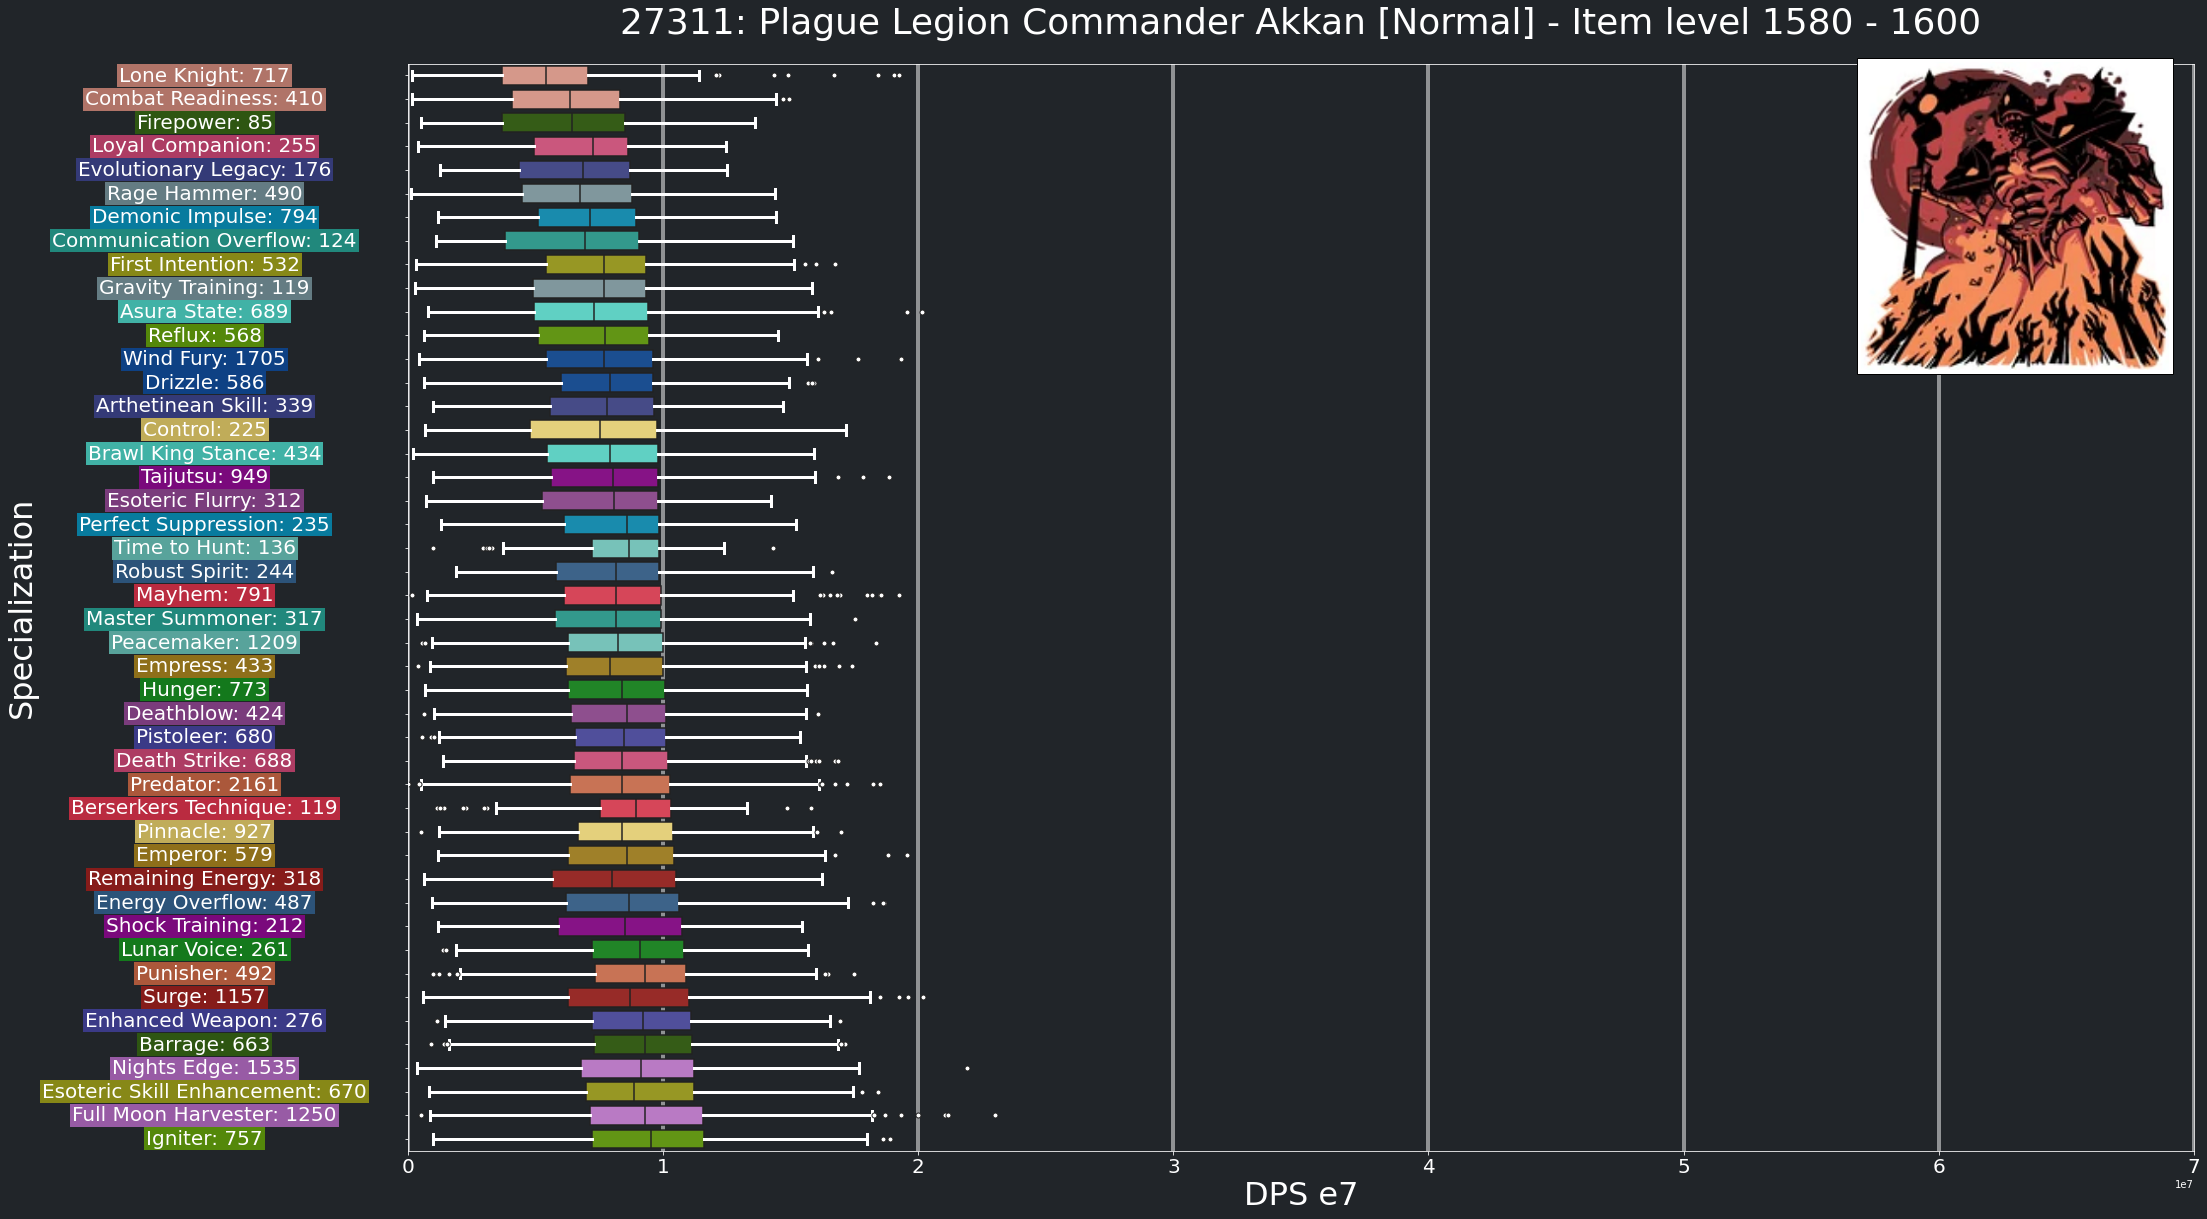 27311: Plague Legion Commander Akkan [Normal] - Item level 1580 - 1600
Lone Knight: 717
Combat Readiness: 410
Firepower: 85
Loyal Companion: 255
Evolutionary Legacy: 176
Rage Hammer: 490
Demonic Impulse: 794
Communication Overflow: 124
First Intention: 532
Gravity Training: 119
Asura State: 689
Reflux: 568
Wind Fury: 1705
Drizzle: 586
Arthetinean Skill: 339
Control: 225
Brawl King Stance: 434
Taijutsu: 949
Esoteric Flurry: 312
Perfect Suppression: 235
Time to Hunt: 136
Robust Spirit: 244
Mayhem: 791
Master Summoner: 317
Peacemaker: 1209
Empress: 433
Hunger: 773
Deathblow: 424
Pistoleer: 680
Death Strike: 688
Predator: 2161
Berserkers Technique: 119
Pinnacle: 927
Emperor: 579
Remaining Energy: 318
Energy Overflow: 487
Shock Training: 212
Lunar Voice: 261
Punisher: 492
Surge: 1157
Enhanced Weapon: 276
Barrage: 663
Nights Edge: 1535
Esoteric Skill Enhancement: 670
Full Moon Harvester: 1250
Igniter: 757
Specialization
0 1 2 3 4 5 6 7
DPS e7
1e7